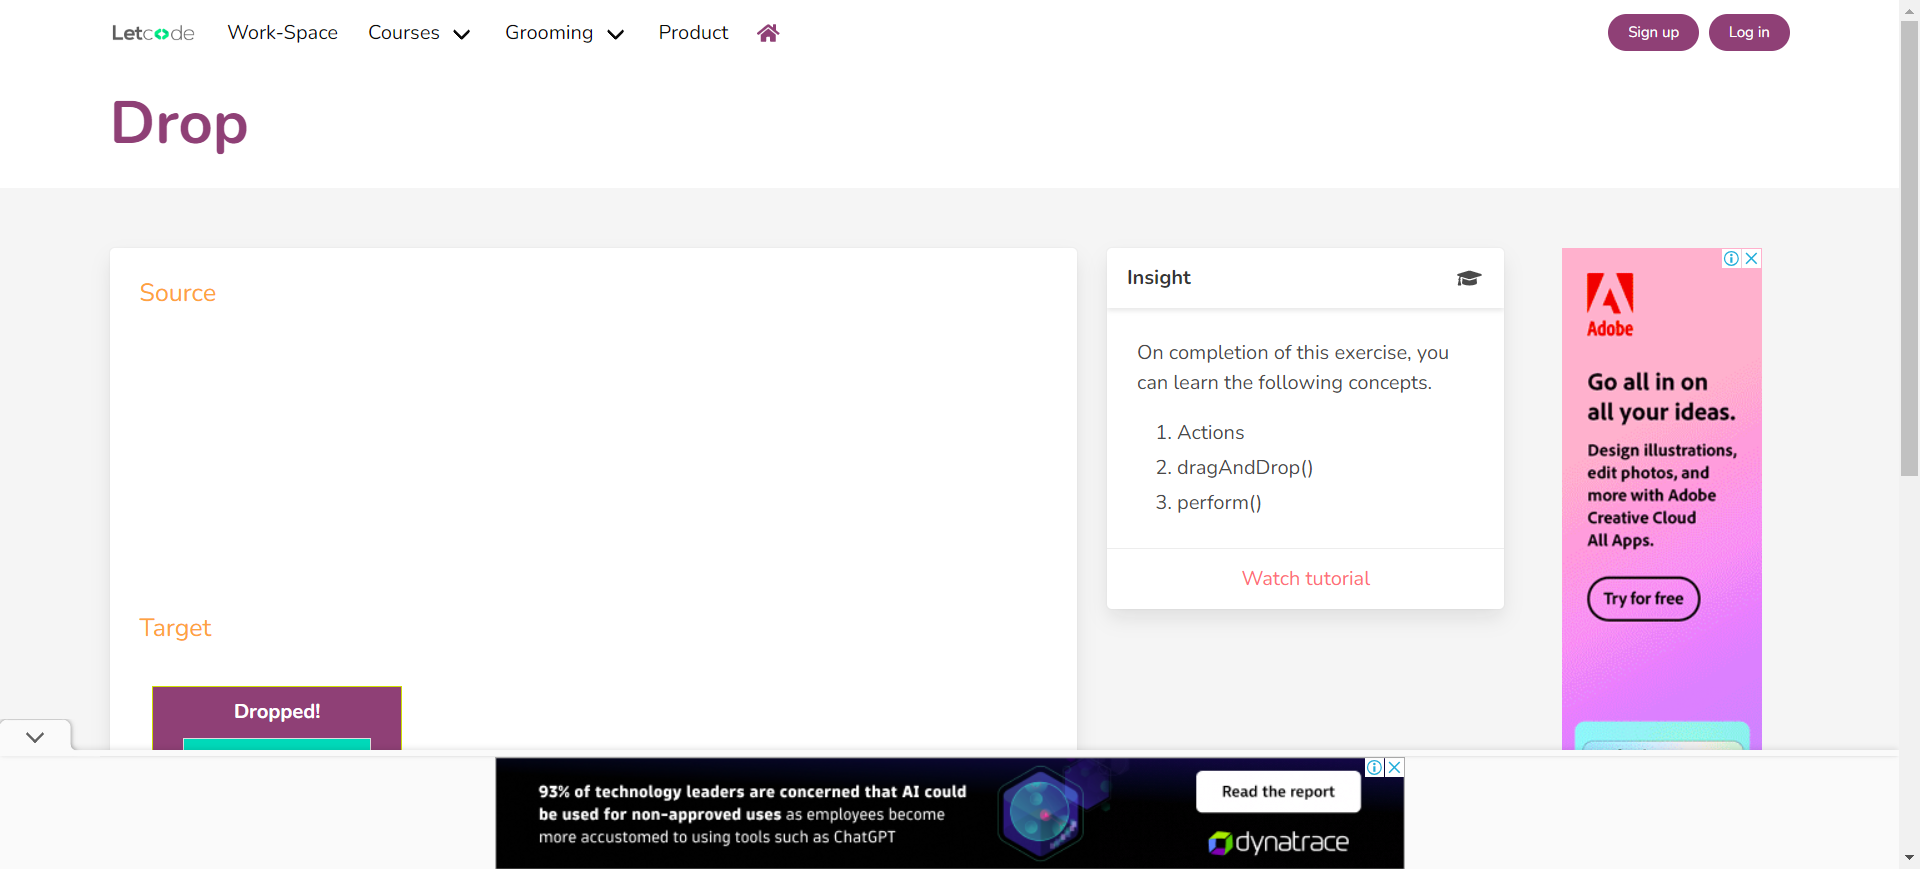 Letcode Work-Space Courses Grooming Product Sign up Log in
Drop
Source
Target
Dropped!
Insight
On completion of this exercise, you
can learn the following concepts.
1. Actions
2. dragAndDrop()
3. perform()
Watch tutorial
Adobe
Go all in on
all your ideas.
Design illustrations,
edit photos, and
more with Adobe
Creative Cloud
All Apps.
Try for free
93% of technology leaders are concerned that AI could
be used for non-approved uses as employees become
more accustomed to using tools such as ChatGPT
Read the report
dynatrace